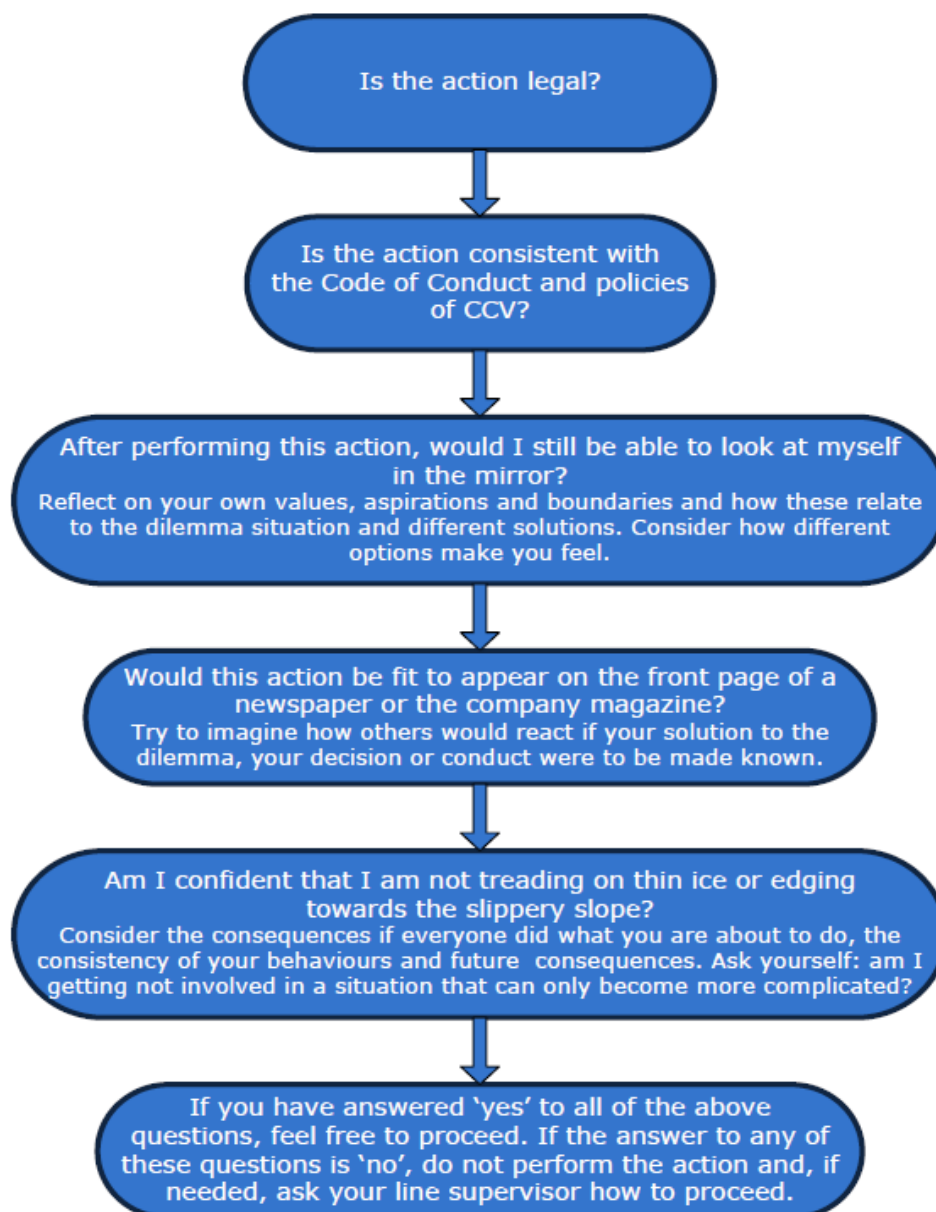 Is the action legal?
Is the action consistent with
the Code of Conduct and policies
of CCV?
After performing this action, would I still be able to look at myself
in the mirror?
Reflect on your own values, aspirations and boundaries and how these relate
to the dilemma situation and different solutions. Consider how different
options make you feel.
Would this action be fit to appear on the front page of a
newspaper or the company magazine?
Try to imagine how others would react if your solution to the
dilemma, your decision or conduct were to be made known.
Am I confident that I am not treading on thin ice or edging
towards the slippery slope?
Consider the consequences if everyone did what you are about to do, the
consistency of your behaviours and future consequences. Ask yourself: am I
getting not involved in a situation that can only become more complicated?
If you have answered ‘yes’ to all of the above
questions, feel free to proceed. If the answer to any of
these questions is ‘no’, do not perform the action and, if
needed, ask your line supervisor how to proceed.